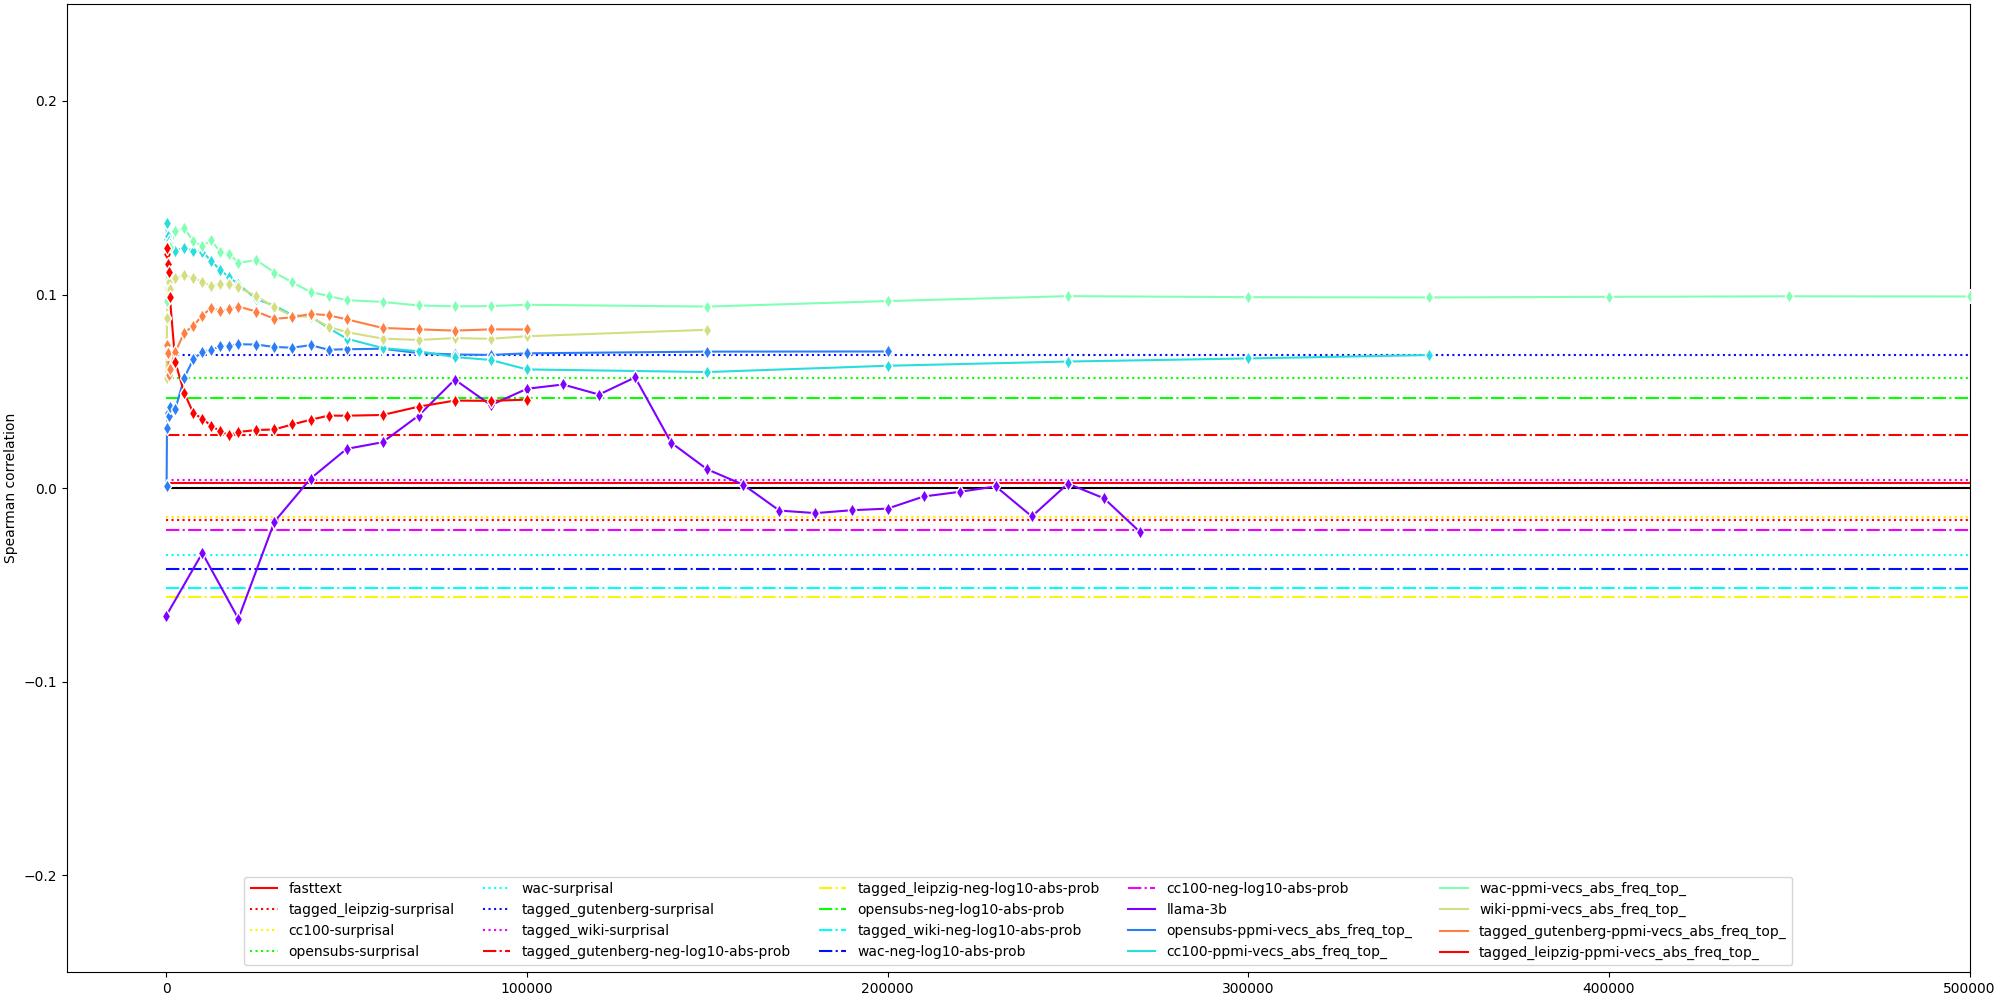 0.2
0.1
0.0
−0.1
−0.2
Spearman correlation
fasttext
tagged_leipzig-surprisal
cc100-surprisal
opensubs-surprisal
wac-surprisal
tagged_gutenberg-surprisal
tagged_wiki-surprisal
tagged_gutenberg-neg-log10-abs-prob
tagged_leipzig-neg-log10-abs-prob
opensubs-neg-log10-abs-prob
tagged_wiki-neg-log10-abs-prob
wac-neg-log10-abs-prob
cc100-neg-log10-abs-prob
llama-3b
opensubs-ppmi-vecs_abs_freq_top_
cc100-ppmi-vecs_abs_freq_top_
wac-ppmi-vecs_abs_freq_top_
wiki-ppmi-vecs_abs_freq_top_
tagged_gutenberg-ppmi-vecs_abs_freq_top_
tagged_leipzig-ppmi-vecs_abs_freq_top_
0 100000 200000 300000 400000 500000